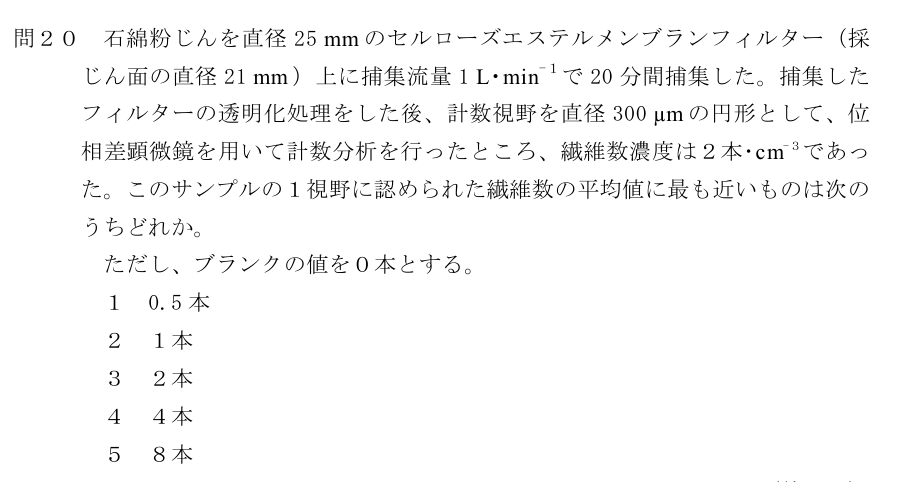 問２０　石綿粉じんを直径 25 mm のセルローズエステルメンブランフィルター（採
じん面の直径 21 mm）上に捕集流量 1 L･min⁻¹ で 20 分間捕集した。捕集した
フィルターの透明化処理をした後、計数視野を直径 300 µm の円形として、位
相差顕微鏡を用いて計数分析を行ったところ、繊維数濃度は２本･cm⁻³ であっ
た。このサンプルの１視野に認められた繊維数の平均値に最も近いものは次の
うちどれか。
ただし、ブランクの値を０本とする。
１　0.5 本
２　１本
３　２本
４　４本
５　８本